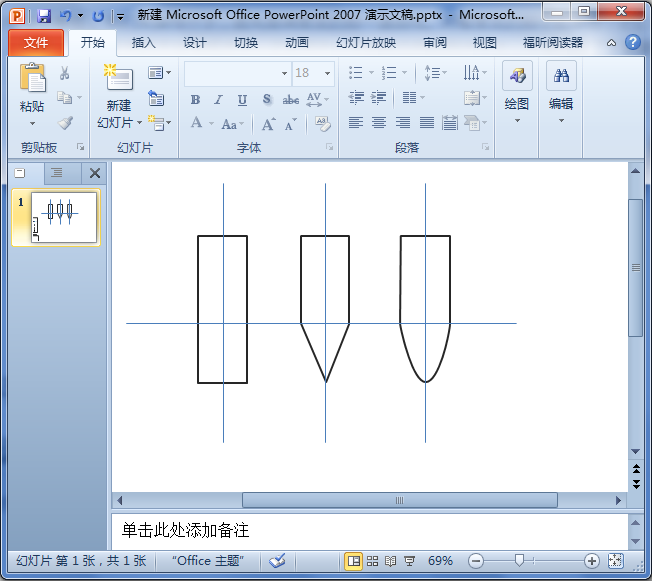 新建 Microsoft Office PowerPoint 2007 演示文稿.pptx - Microsoft...
文件 开始 插入 设计 切换 动画 幻灯片放映 审阅 视图 福昕阅读器
粘贴
新建
幻灯片
18
B I U S abc AV
A Aa A A
绘图 编辑
剪贴板 幻灯片 字体 段落
1
单击此处添加备注
幻灯片 第 1 张，共 1 张 "Office 主题" 69%